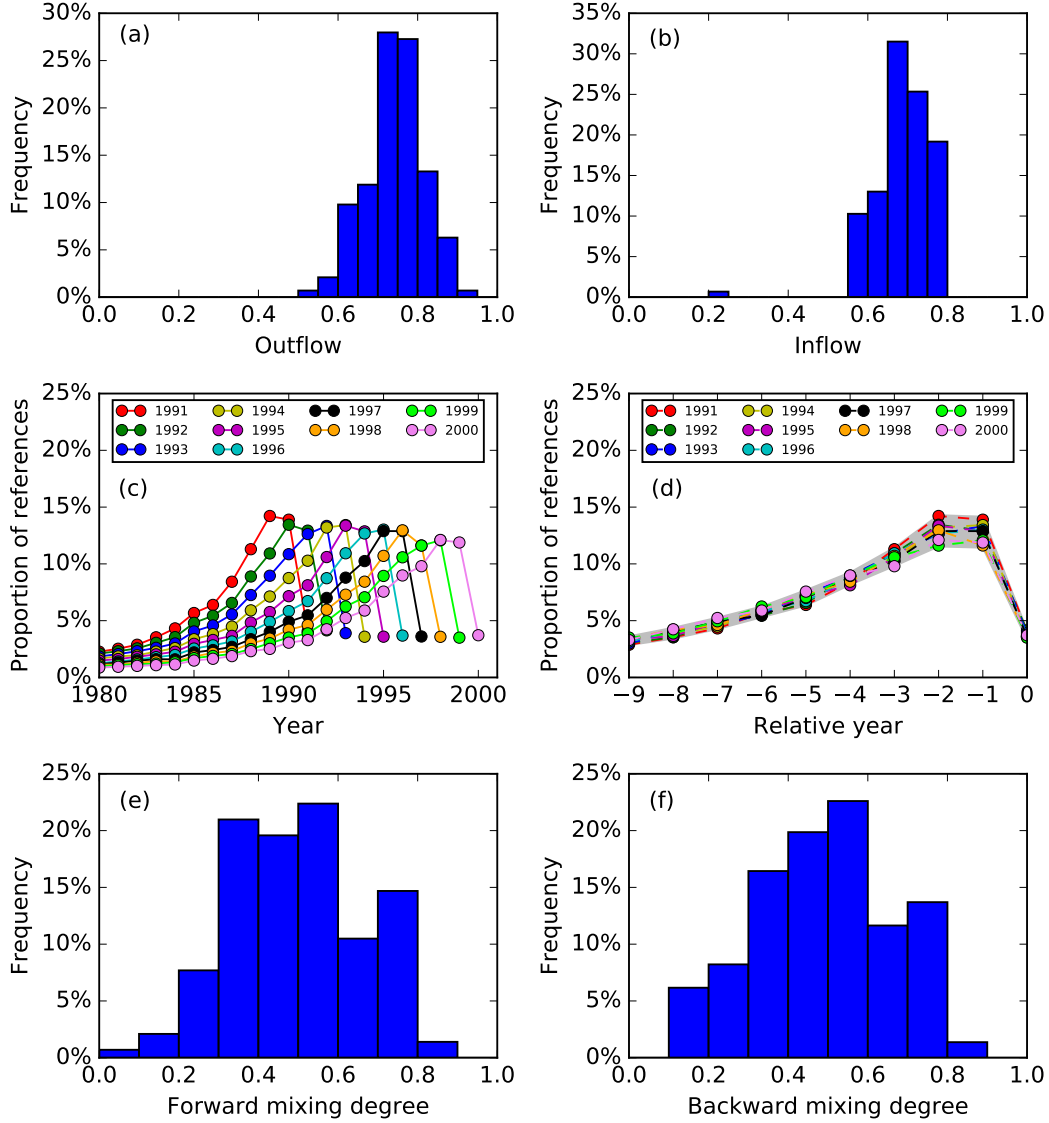 30%
25%
20%
15%
10%
5%
0%
Frequency
(a)
0.0 0.2 0.4 0.6 0.8 1.0
Outflow
35%
30%
25%
20%
15%
10%
5%
0%
Frequency
(b)
0.0 0.2 0.4 0.6 0.8 1.0
Inflow
25%
20%
15%
10%
5%
0%
Proportion of references
1991 1994 1997 1999
1992 1995 1998 2000
1993 1996
(c)
1980 1985 1990 1995 2000
Year
25%
20%
15%
10%
5%
0%
Proportion of references
1991 1994 1997 1999
1992 1995 1998 2000
1993 1996
(d)
−9 −8 −7 −6 −5 −4 −3 −2 −1 0
Relative year
25%
20%
15%
10%
5%
0%
Frequency
(e)
0.0 0.2 0.4 0.6 0.8 1.0
Forward mixing degree
25%
20%
15%
10%
5%
0%
Frequency
(f)
0.0 0.2 0.4 0.6 0.8 1.0
Backward mixing degree